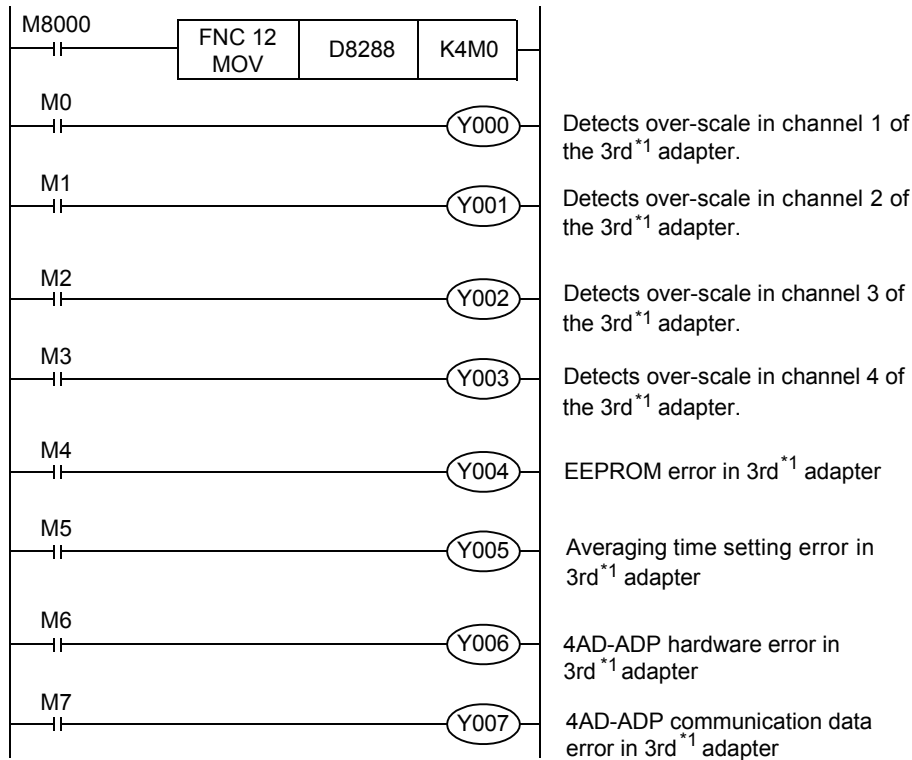 M8000
FNC 12
MOV
D8288
K4M0
M0
Y000
Detects over-scale in channel 1 of
the 3rd*1 adapter.
M1
Y001
Detects over-scale in channel 2 of
the 3rd*1 adapter.
M2
Y002
Detects over-scale in channel 3 of
the 3rd*1 adapter.
M3
Y003
Detects over-scale in channel 4 of
the 3rd*1 adapter.
M4
Y004
EEPROM error in 3rd*1 adapter
M5
Y005
Averaging time setting error in
3rd*1 adapter
M6
Y006
4AD-ADP hardware error in
3rd*1 adapter
M7
Y007
4AD-ADP communication data
error in 3rd*1 adapter